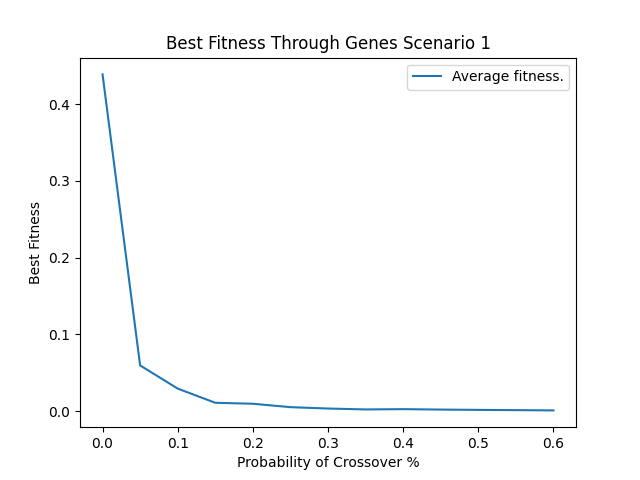 Best Fitness Through Genes Scenario 1
Average fitness.
Best Fitness
0.4
0.3
0.2
0.1
0.0
0.0 0.1 0.2 0.3 0.4 0.5 0.6
Probability of Crossover %